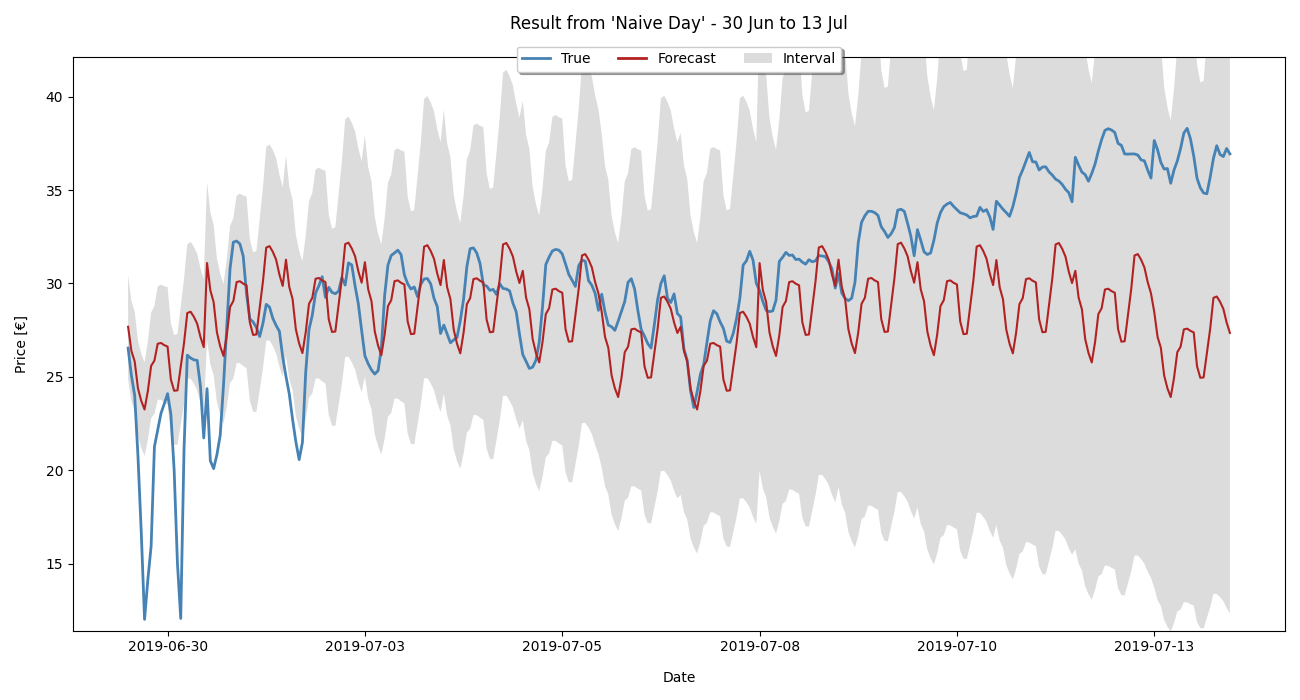 Result from 'Naive Day' - 30 Jun to 13 Jul
True Forecast Interval
Price [€]
40
35
30
25
20
15
2019-06-30 2019-07-03 2019-07-05 2019-07-08 2019-07-10 2019-07-13
Date